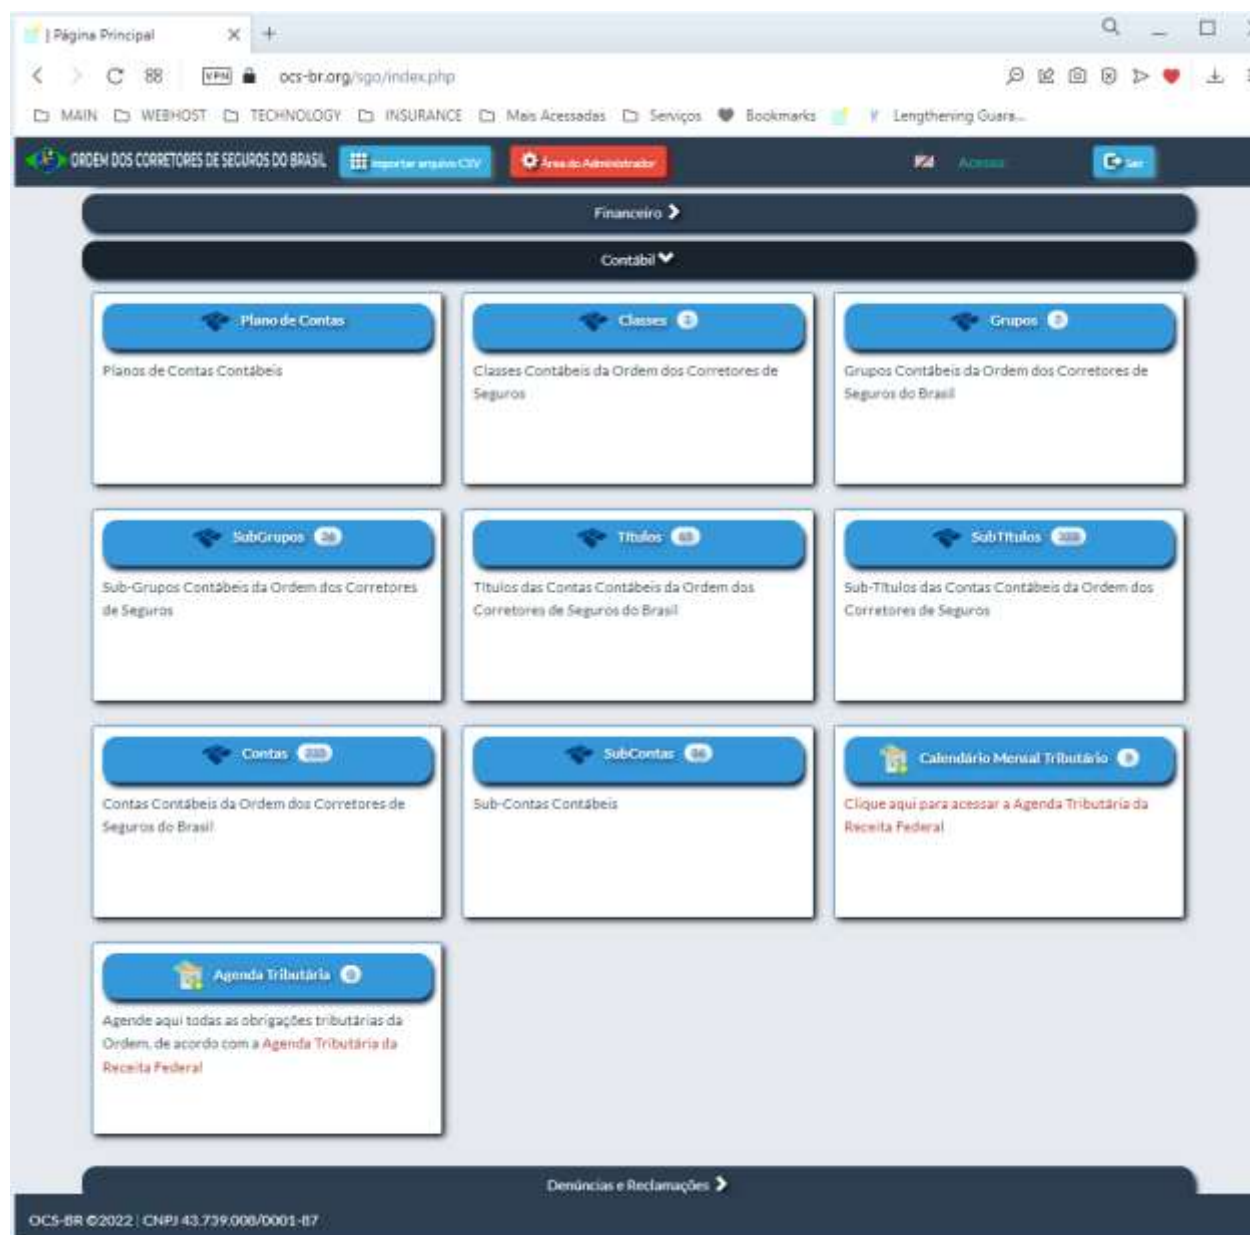 | Página Principal
ocs-br.org/sgo/index.php
VPN
MAIN WEBHOST TECHNOLOGY INSURANCE Mais Acessadas Serviços Bookmarks Lengthening Guara...
ORDEM DOS CORRETORES DE SEGUROS DO BRASIL Importar arquivo CSV Área do Administrador Acesso Sair
Financeiro
Contábil
Plano de Contas
Planos de Contas Contábeis
Classes
Classes Contábeis da Ordem dos Corretores de
Seguros
Grupos
Grupos Contábeis da Ordem dos Corretores de
Seguros do Brasil
SubGrupos
Sub-Grupos Contábeis da Ordem dos Corretores
de Seguros
Títulos
Títulos das Contas Contábeis da Ordem dos
Corretores de Seguros do Brasil
SubTítulos
Sub-Títulos das Contas Contábeis da Ordem dos
Corretores de Seguros
Contas
Contas Contábeis da Ordem dos Corretores de
Seguros do Brasil
SubContas
Sub-Contas Contábeis
Calendário Mensal Tributário
Clique aqui para acessar a Agenda Tributária da
Receita Federal
Agenda Tributária
Agende aqui todas as obrigações tributárias da
Ordem, de acordo com a Agenda Tributária da
Receita Federal
Denúncias e Reclamações
OCS-BR ©2022 | CNPJ 43.739.008/0001-87